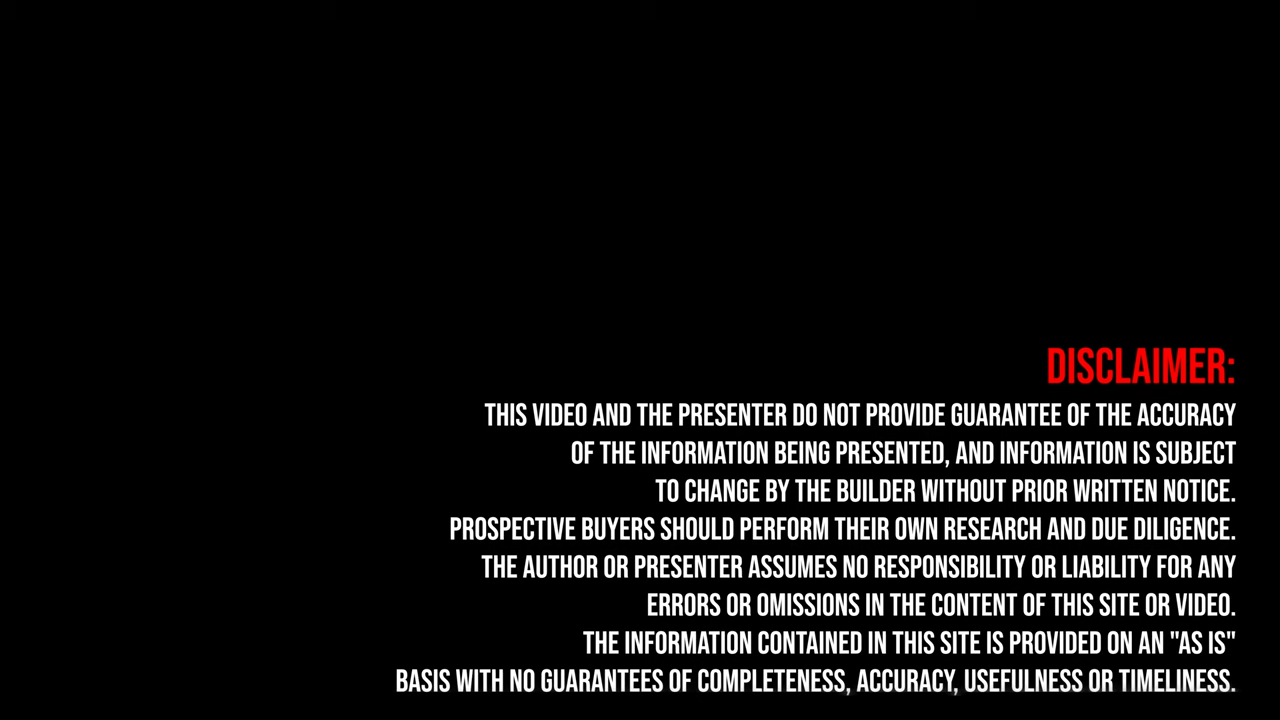 DISCLAIMER:
THIS VIDEO AND THE PRESENTER DO NOT PROVIDE GUARANTEE OF THE ACCURACY
OF THE INFORMATION BEING PRESENTED, AND INFORMATION IS SUBJECT
TO CHANGE BY THE BUILDER WITHOUT PRIOR WRITTEN NOTICE.
PROSPECTIVE BUYERS SHOULD PERFORM THEIR OWN RESEARCH AND DUE DILIGENCE.
THE AUTHOR OR PRESENTER ASSUMES NO RESPONSIBILITY OR LIABILITY FOR ANY
ERRORS OR OMISSIONS IN THE CONTENT OF THIS SITE OR VIDEO.
THE INFORMATION CONTAINED IN THIS SITE IS PROVIDED ON AN "AS IS"
BASIS WITH NO GUARANTEES OF COMPLETENESS, ACCURACY, USEFULNESS OR TIMELINESS.